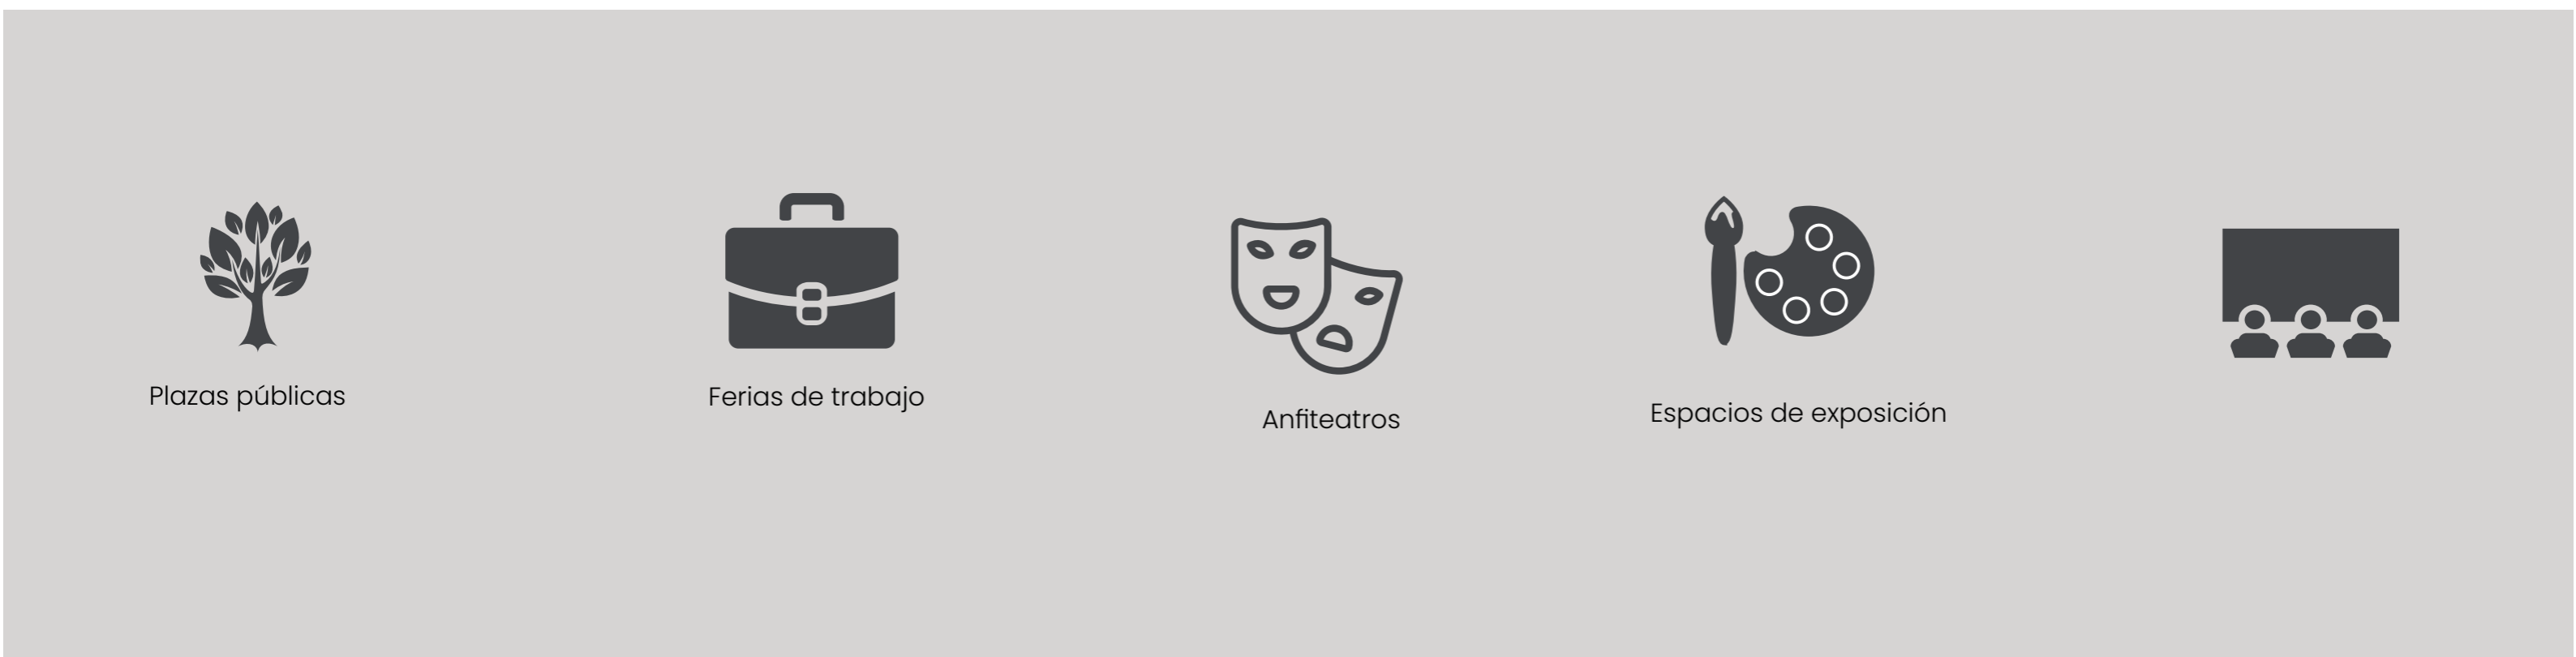 Plazas públicas
Ferias de trabajo
Anfiteatros
Espacios de exposición